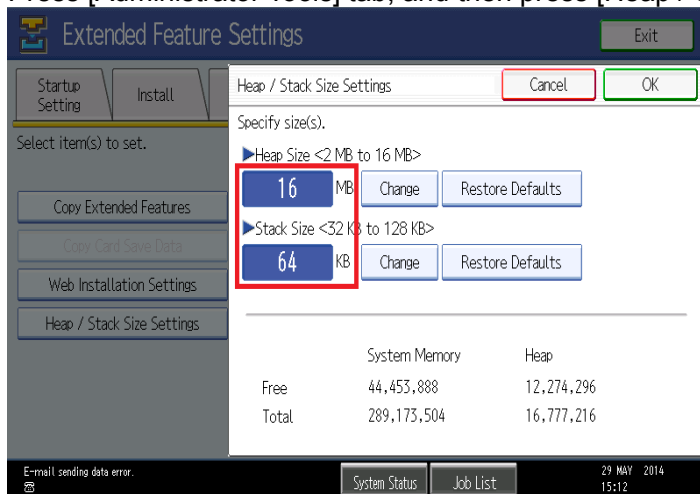 Extended Feature Settings
Exit
Startup
Setting
Install
Select item(s) to set.
Copy Extended Features
Copy Card Save Data
Web Installation Settings
Heap / Stack Size Settings
Heap / Stack Size Settings
Cancel
OK
Specify size(s).
▶Heap Size <2 MB to 16 MB>
16 MB Change Restore Defaults
▶Stack Size <32 KB to 128 KB>
64 KB Change Restore Defaults
System Memory Heap
Free 44,453,888 12,274,296
Total 289,173,504 16,777,216
E-mail sending data error.
System Status
Job List
29 MAY 2014
15:12